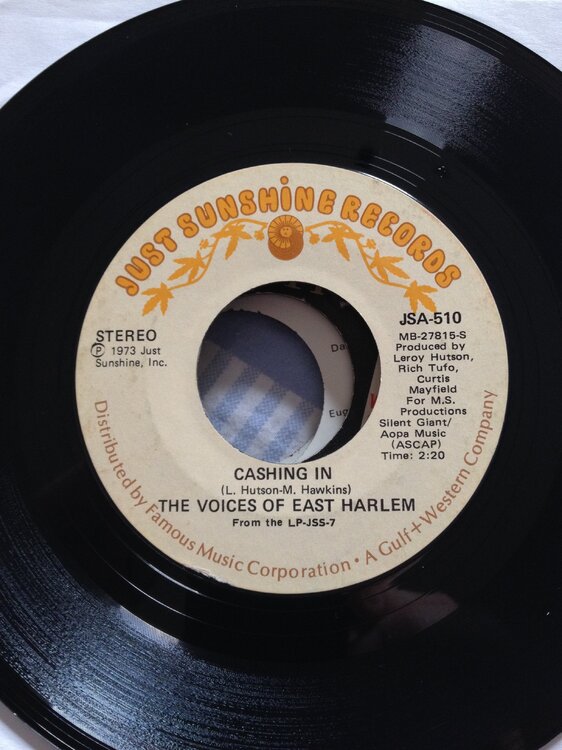 JUST SUNSHINE RECORDS
STEREO
Ⓟ 1973 Just
Sunshine, Inc.
JSA-510
MB-27815-S
Produced by
Leroy Hutson,
Rich Tufo,
Curtis
Mayfield
For M.S.
Productions
Silent Giant/
Aopa Music
(ASCAP)
Time: 2:20
Da
Eug
CASHING IN
(L. Hutson-M. Hawkins)
THE VOICES OF EAST HARLEM
From the LP-JSS-7
Distributed by Famous Music Corporation • A Gulf + Western Company